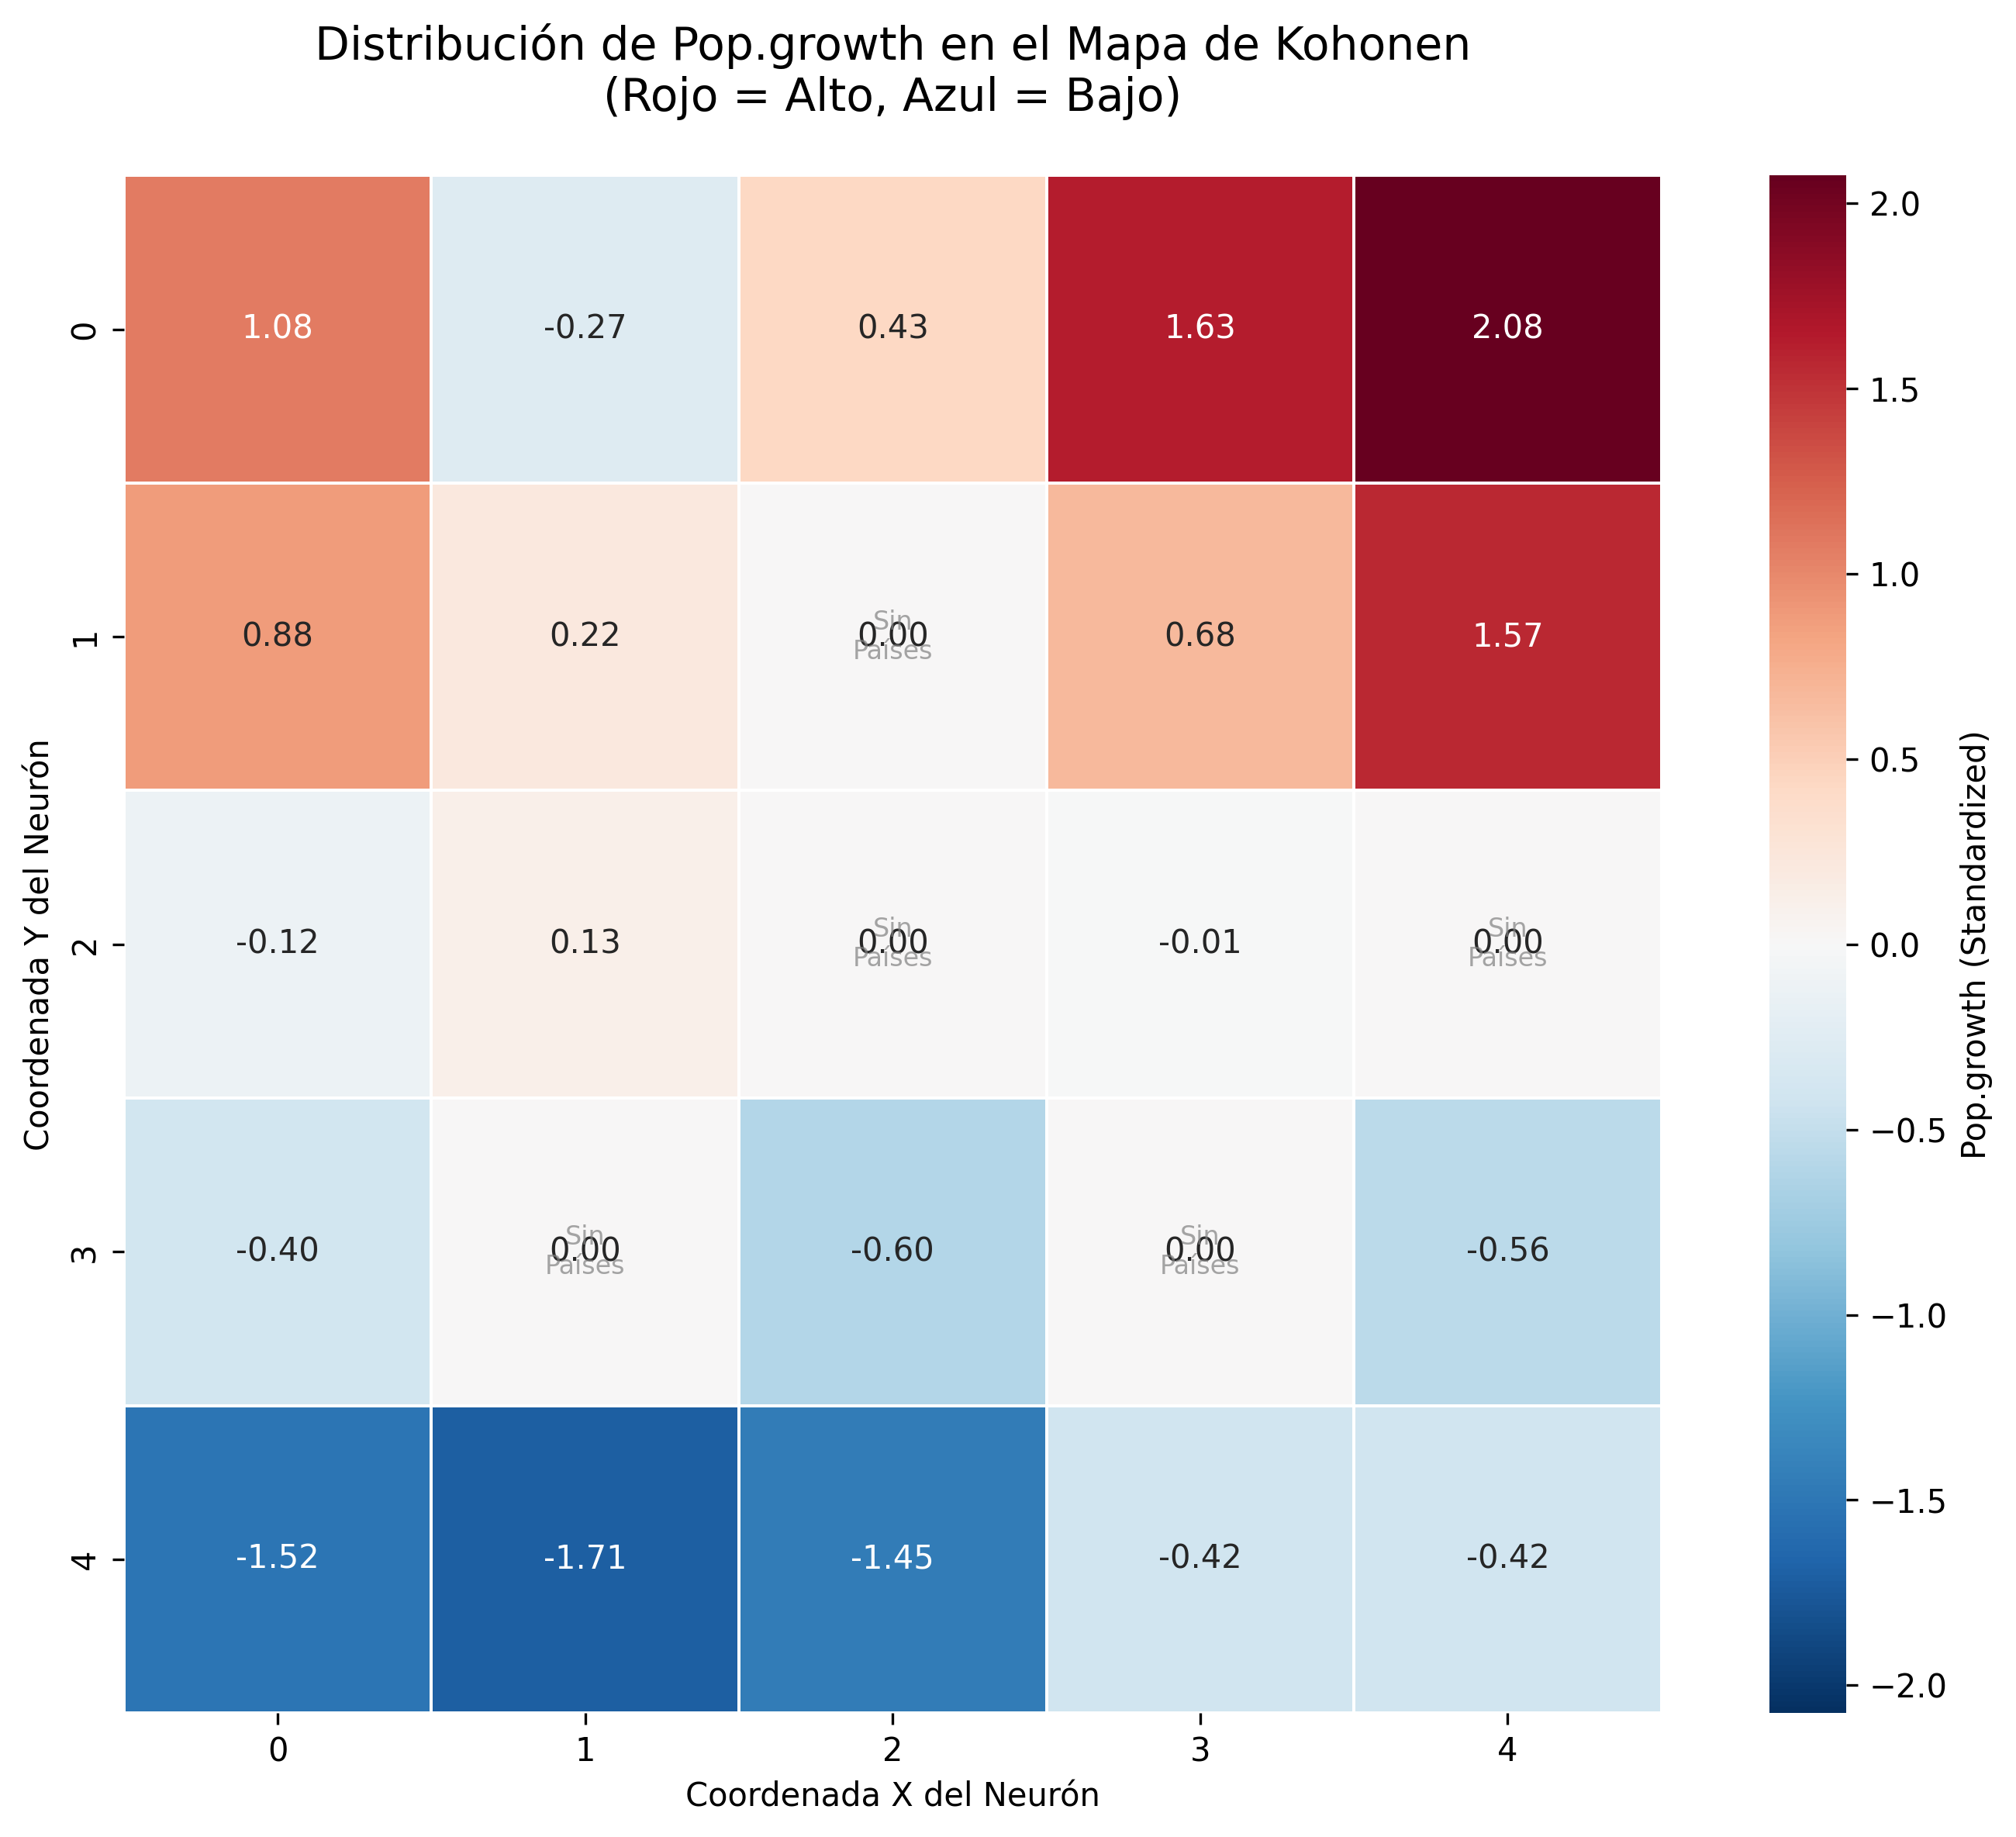 Distribución de Pop.growth en el Mapa de Kohonen
(Rojo = Alto, Azul = Bajo)
1.08 -0.27 0.43 1.63 2.08
0.88 0.22 0.00 0.68 1.57
Sin
Países
-0.12 0.13 0.00 -0.01 0.00
Sin Sin
Países Países
-0.40 0.00 -0.60 0.00 -0.56
Sin Sin
Países Países
-1.52 -1.71 -1.45 -0.42 -0.42
0
1
2
3
4
Coordenada Y del Neurón
0 1 2 3 4
Coordenada X del Neurón
2.0
1.5
1.0
0.5
0.0
−0.5
−1.0
−1.5
−2.0
Pop.growth (Standardized)